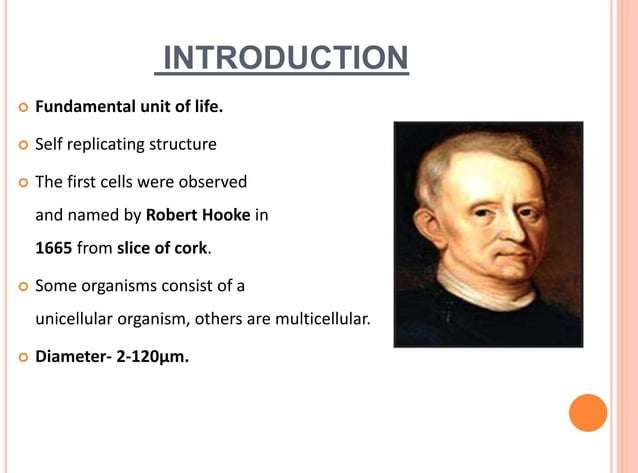 INTRODUCTION
Fundamental unit of life.
Self replicating structure
The first cells were observed
and named by Robert Hooke in
1665 from slice of cork.
Some organisms consist of a
unicellular organism, others are multicellular.
Diameter- 2-120µm.